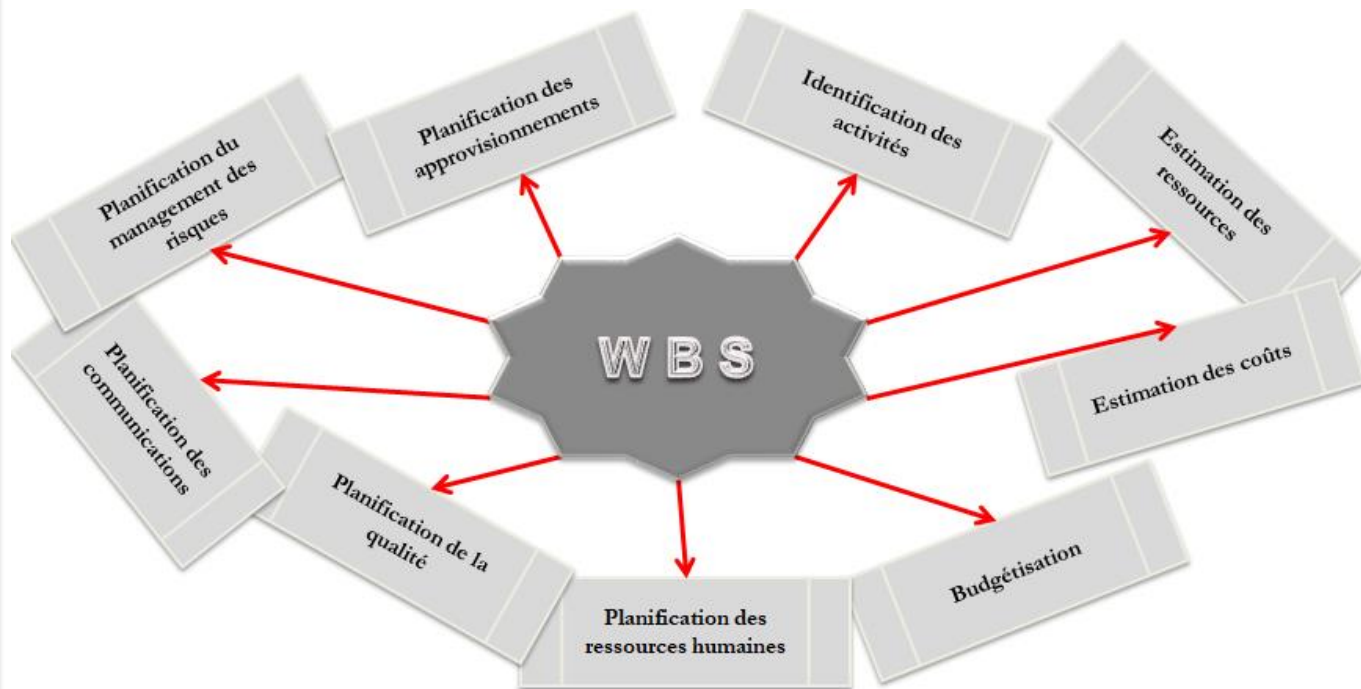 Planification des
approvisionnements
Identification des
activités
Planification du
management des
risques
Estimation des
ressources
W B S
Estimation des coûts
Planification des
communications
Planification de la
qualité
Budgétisation
Planification des
ressources humaines